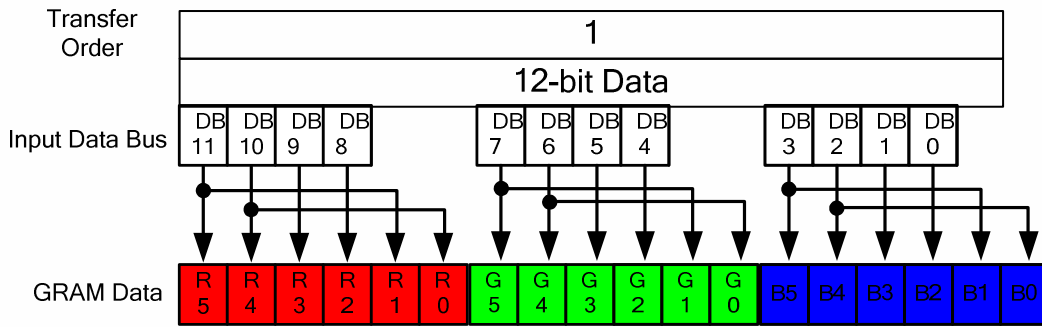 Transfer
Order
1
12-bit Data
Input Data Bus
DB DB DB DB DB DB DB DB DB DB DB DB
11 10 9 8 7 6 5 4 3 2 1 0
GRAM Data
R R R R R R G G G G G G
5 4 3 2 1 0 5 4 3 2 1 0
B5 B4 B3 B2 B1 B0